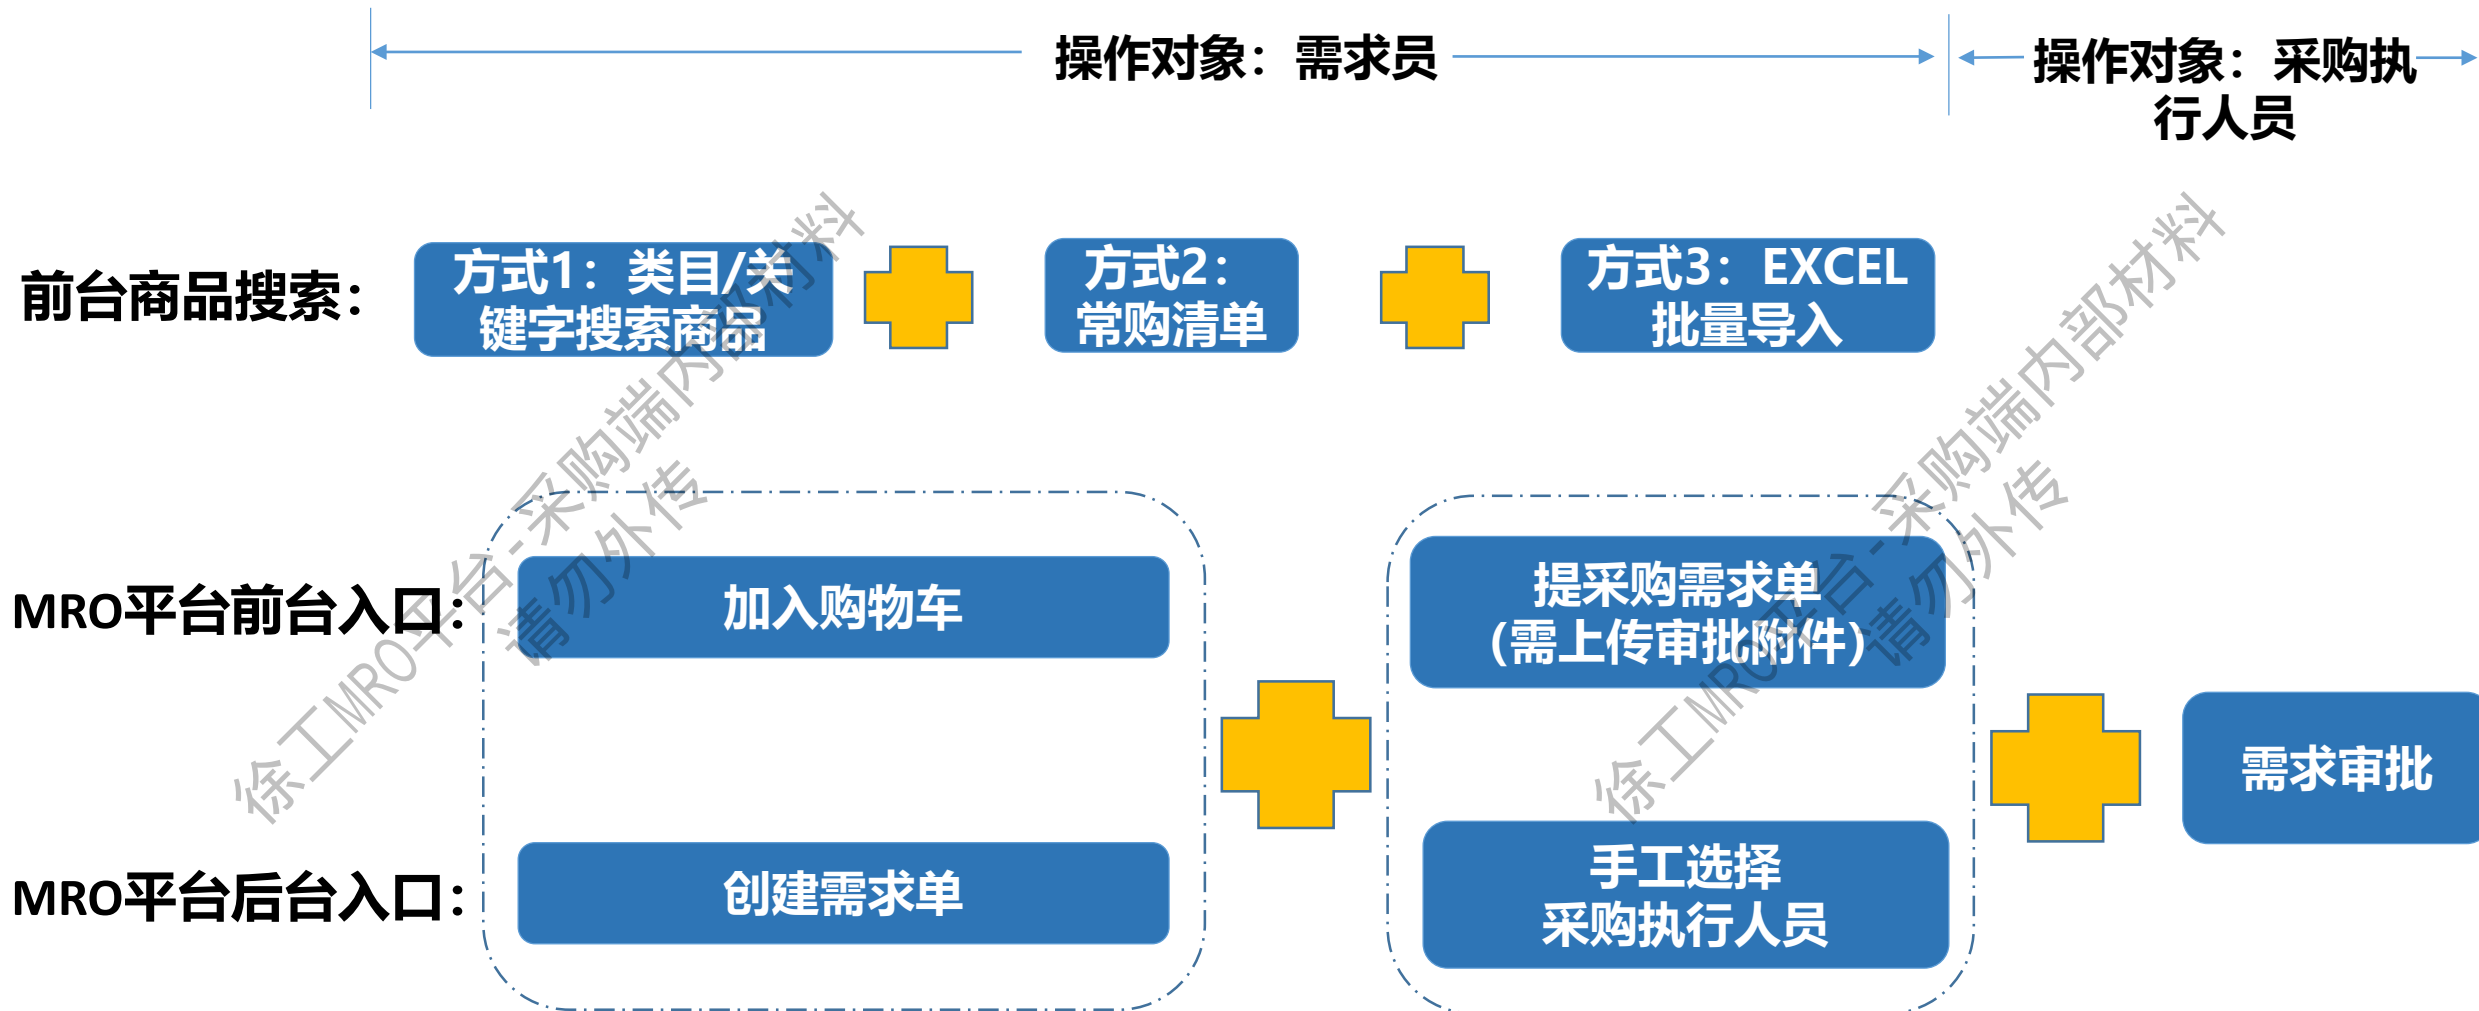 操作对象：需求员
操作对象：采购执
行人员
前台商品搜索：
方式1：类目/关
键字搜索商品
方式2：
常购清单
方式3：EXCEL
批量导入
MRO平台前台入口：
加入购物车
提采购需求单
(需上传审批附件)
需求审批
MRO平台后台入口：
创建需求单
手工选择
采购执行人员
徐工MRO平台-采购端内部材料
请勿外传
徐工MRO平台-采购端内部材料
请勿外传